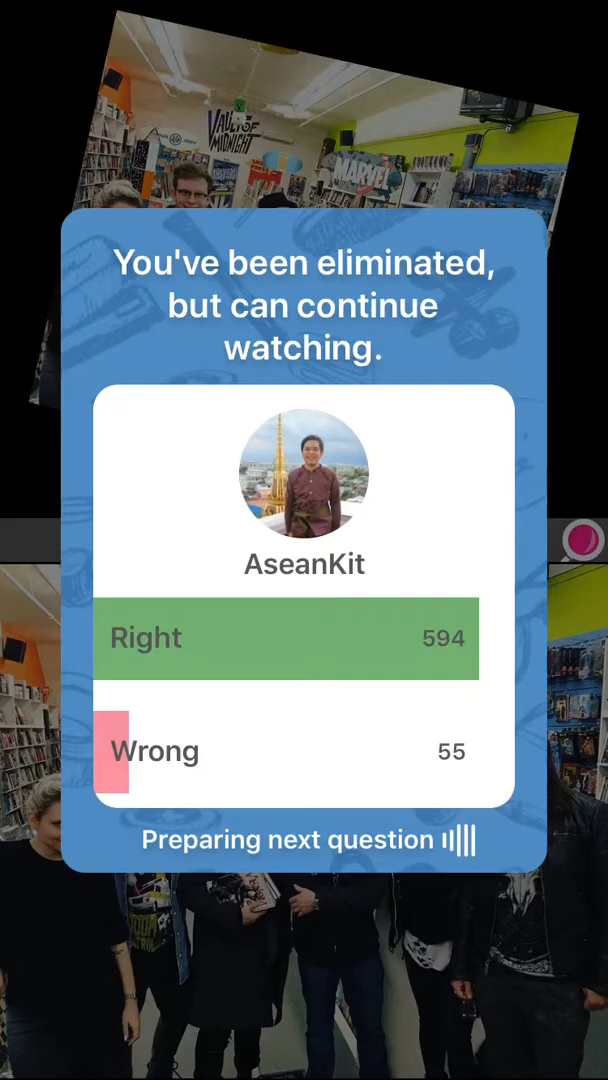 VAULT OF
MIDNIGHT
MARVEL
You've been eliminated,
but can continue
watching.
AseanKit
Right 594
Wrong 55
Preparing next question